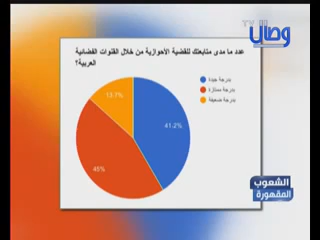 وصال
عدد ما مدى متابعتك للقضية الأحوازية من خلال القنوات الفضائية
العربية؟
بدرجة جيدة
بدرجة ممتازة
بدرجة ضعيفة
13.7%
41.2%
45%
الشعوب
المقهورة